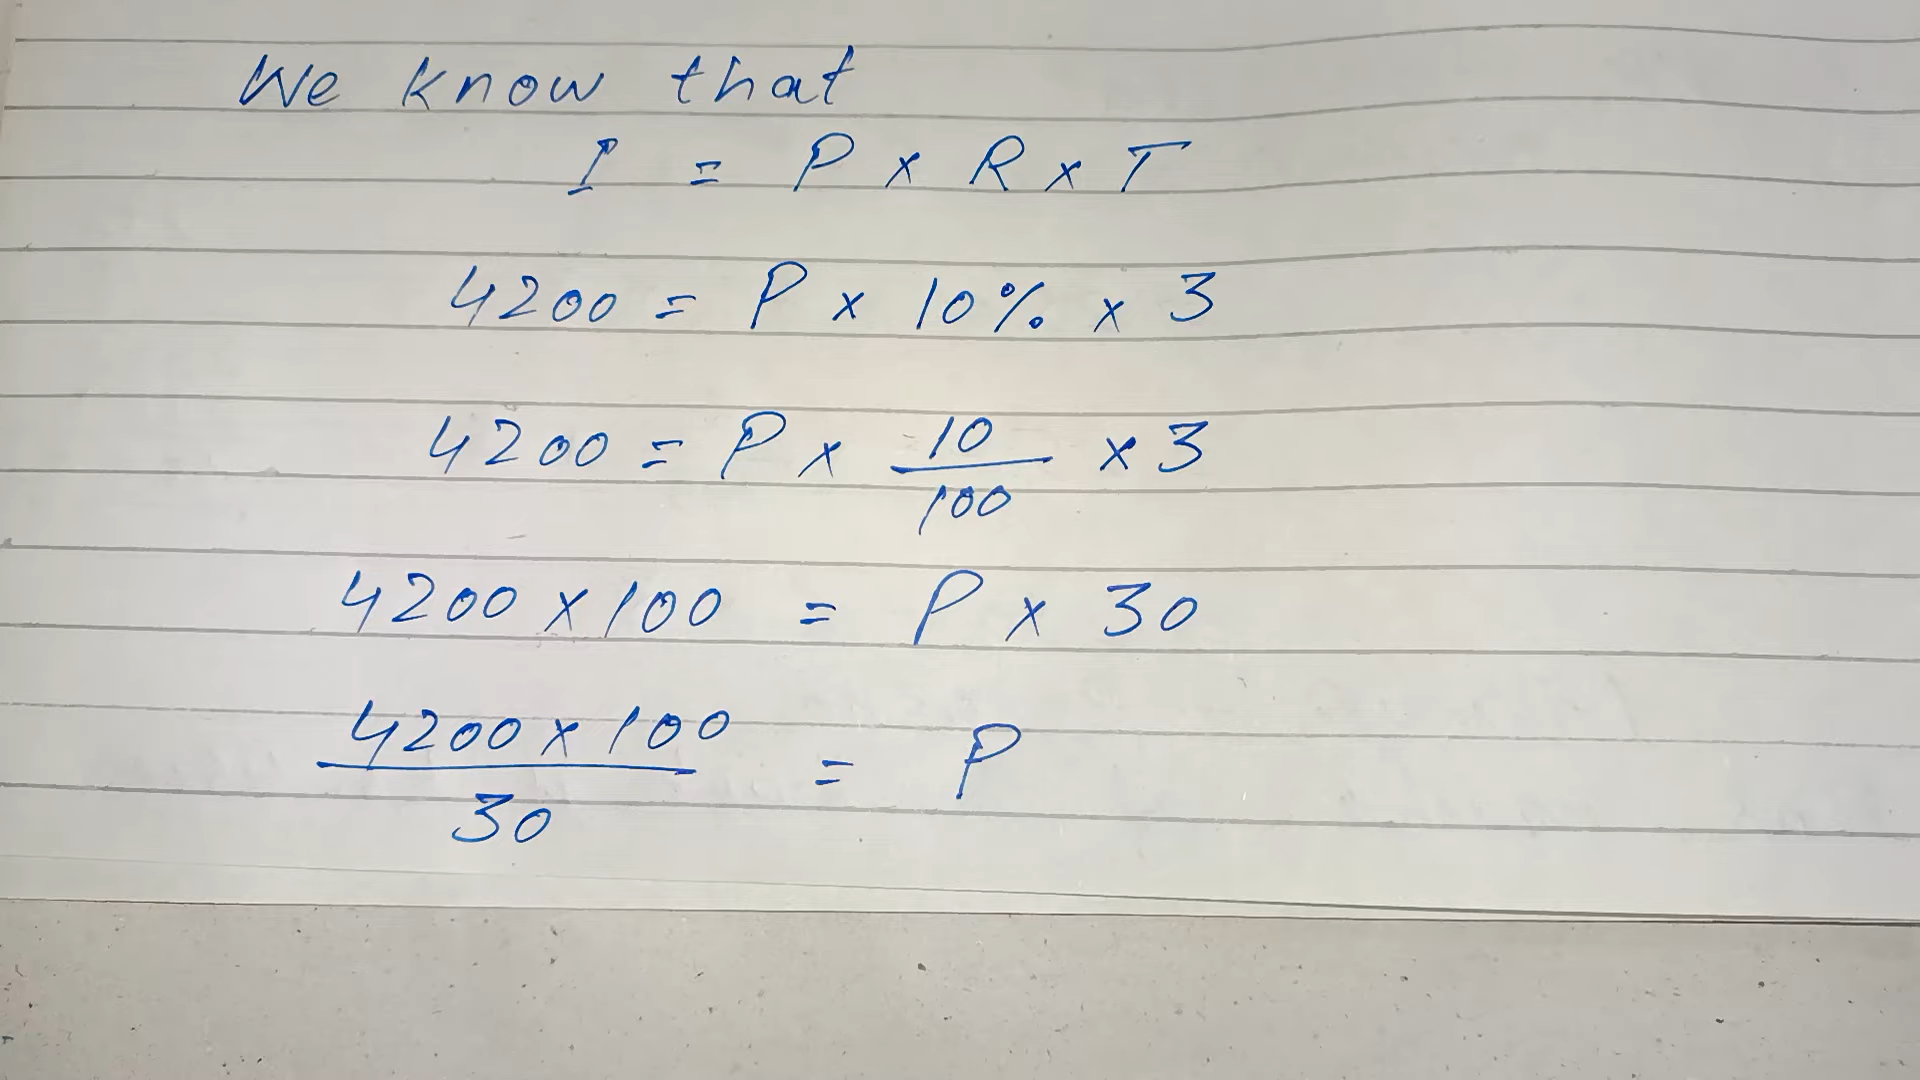 We know that
I = P x R x T
4200 = P x 10% x 3
4200 = P x 10/100 x 3
4200 x 100 = P x 30
4200 x 100/30 = P